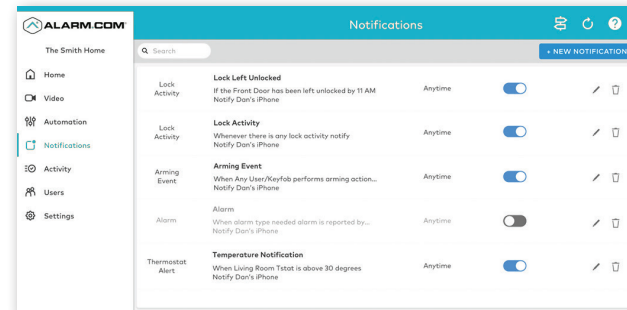 ALARM.COM
Notifications
?
The Smith Home
Search
+ NEW NOTIFICATION
Home
Video
Automation
Notifications
Activity
Users
Settings
Lock
Activity
Lock Left Unlocked
If the Front Door has been left unlocked by 11 AM
Notify Dan's iPhone
Anytime
Lock
Activity
Lock Activity
Whenever there is any lock activity notify
Notify Dan's iPhone
Anytime
Arming
Event
Arming Event
When Any User/Keyfob performs arming action...
Notify Dan's iPhone
Anytime
Alarm
Alarm
When alarm type needed alarm is reported by...
Notify Dan's iPhone
Anytime
Thermostat
Alert
Temperature Notification
When Living Room Tstat is above 30 degrees
Notify Dan's iPhone
Anytime